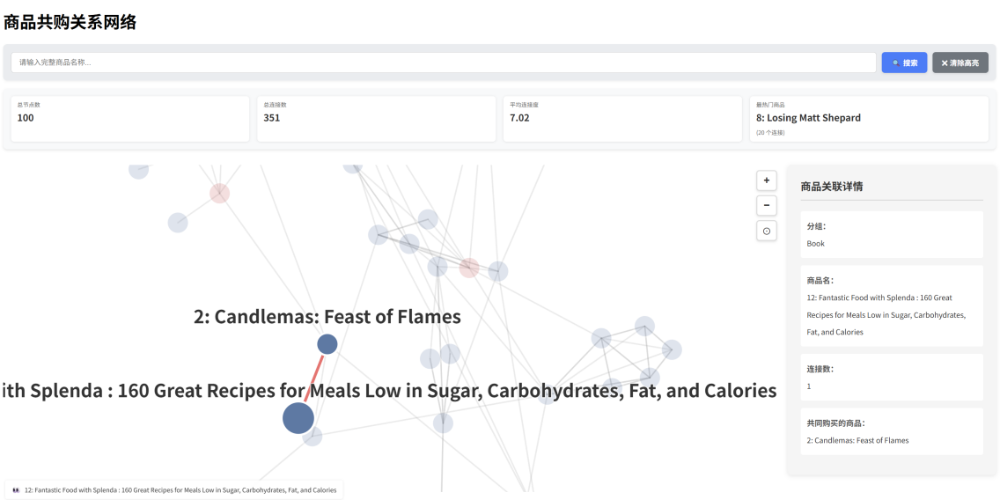 商品共购关系网络
请输入完整商品名称...
搜索
清除高亮
总节点数
100
总连接数
351
平均连接度
7.02
最热门商品
8: Losing Matt Shepard
(20 个连接)
+
−
2: Candlemas: Feast of Flames
ith Splenda : 160 Great Recipes for Meals Low in Sugar, Carbohydrates, Fat, and Calories
12: Fantastic Food with Splenda : 160 Great Recipes for Meals Low in Sugar, Carbohydrates, Fat, and Calories
商品关联详情
分组：
Book
商品名：
12: Fantastic Food with Splenda : 160 Great
Recipes for Meals Low in Sugar, Carbohydrates,
Fat, and Calories
连接数：
1
共同购买的商品：
2: Candlemas: Feast of Flames